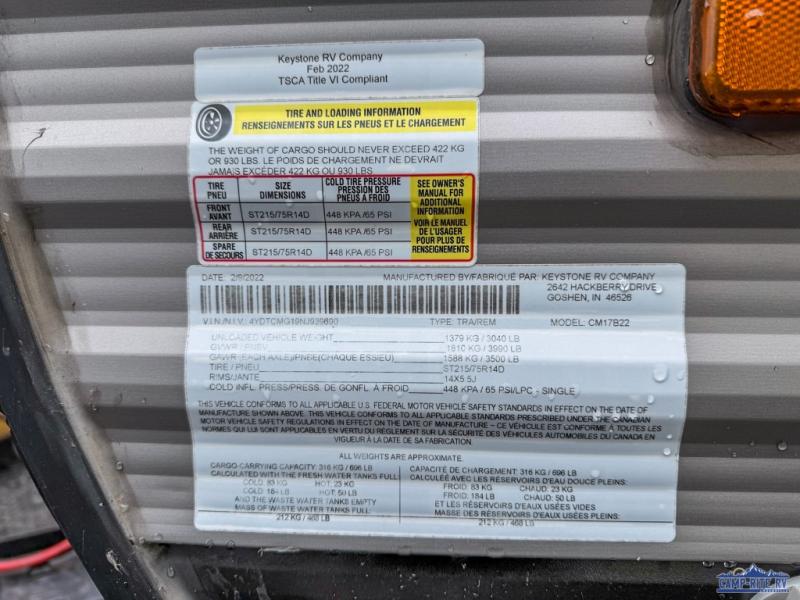 Keystone RV Company
Feb 2022
TSCA Title VI Compliant
TIRE AND LOADING INFORMATION
RENSEIGNEMENTS SUR LES PNEUS ET LE CHARGEMENT
THE WEIGHT OF CARGO SHOULD NEVER EXCEED 422 KG
OR 930 LBS. LE POIDS DE CHARGEMENT NE DEVRAIT
JAMAIS EXCÉDER 422 KG OU 930 LBS
TIRE PNEU SIZE DIMENSIONS COLD TIRE PRESSURE PRESSION DES PNEUS A FROID
FRONT AVANT ST215/75R14D 448 KPA /65 PSI
REAR ARRIÈRE ST215/75R14D 448 KPA /65 PSI
SPARE DE SECOURS ST215/75R14D 448 KPA /65 PSI
SEE OWNER'S
MANUAL FOR
ADDITIONAL
INFORMATION
VOIR LE MANUEL
DE L'USAGER
POUR PLUS DE
RENSEIGNEMENTS
DATE: 2/9/2022 MANUFACTURED BY/FABRIQUÉ PAR: KEYSTONE RV COMPANY
2642 HACKBERRY DRIVE
GOSHEN, IN 46526
V.I.N./N.I.V.: 4YDTCMG19NJ939600 TYPE: TRA/REM MODEL: CM17B22
UNLOADED VEHICLE WEIGHT 1379 KG / 3040 LB
GVWR / PNBV 1810 KG / 3990 LB
GAWR (EACH AXLE)/PNBE(CHAQUE ESSIEU) 1588 KG / 3500 LB
TIRE / PNEU ST215/75R14D
RIMS/JANTE 14X5.5J
COLD INFL. PRESS/PRESS. DE GONFL. À FROID 448 KPA / 65 PSI/LPC - SINGLE
THIS VEHICLE CONFORMS TO ALL APPLICABLE U.S. FEDERAL MOTOR VEHICLE SAFETY STANDARDS IN EFFECT ON THE DATE OF
MANUFACTURE SHOWN ABOVE. THIS VEHICLE CONFORMS TO ALL APPLICABLE STANDARDS PRESCRIBED UNDER THE CANADIAN
MOTOR VEHICLE SAFETY REGULATIONS IN EFFECT ON THE DATE OF MANUFACTURE – CE VÉHICULE EST CONFORME À TOUTES LES
NORMES QUI LUI SONT APPLICABLES EN VERTU DU RÈGLEMENT SUR LA SÉCURITÉ DES VÉHICULES AUTOMOBILES DU CANADA EN
VIGUEUR À LA DATE DE SA FABRICATION.
ALL WEIGHTS ARE APPROXIMATE.
CARGO-CARRYING CAPACITY: 316 KG / 696 LB
CALCULATED WITH THE FRESH WATER TANKS FULL:
COLD: 83 KG HOT: 23 KG
COLD: 184 LB HOT: 50 LB
AND THE WASTE WATER TANKS EMPTY
MASS OF WASTE WATER TANKS FULL:
212 KG / 468 LB
CAPACITÉ DE CHARGEMENT: 316 KG / 696 LB
CALCULÉE AVEC LES RÉSERVOIRS D'EAU DOUCE PLEINS:
FROID: 83 KG CHAUD: 23 KG
FROID: 184 LB CHAUD: 50 LB
ET LES RÉSERVOIRS D'EAUX USÉES VIDES
MASSE DES RÉSERVOIRS D'EAUX USÉES PLEINS:
212 KG / 468 LB
CAMP-RITE RV